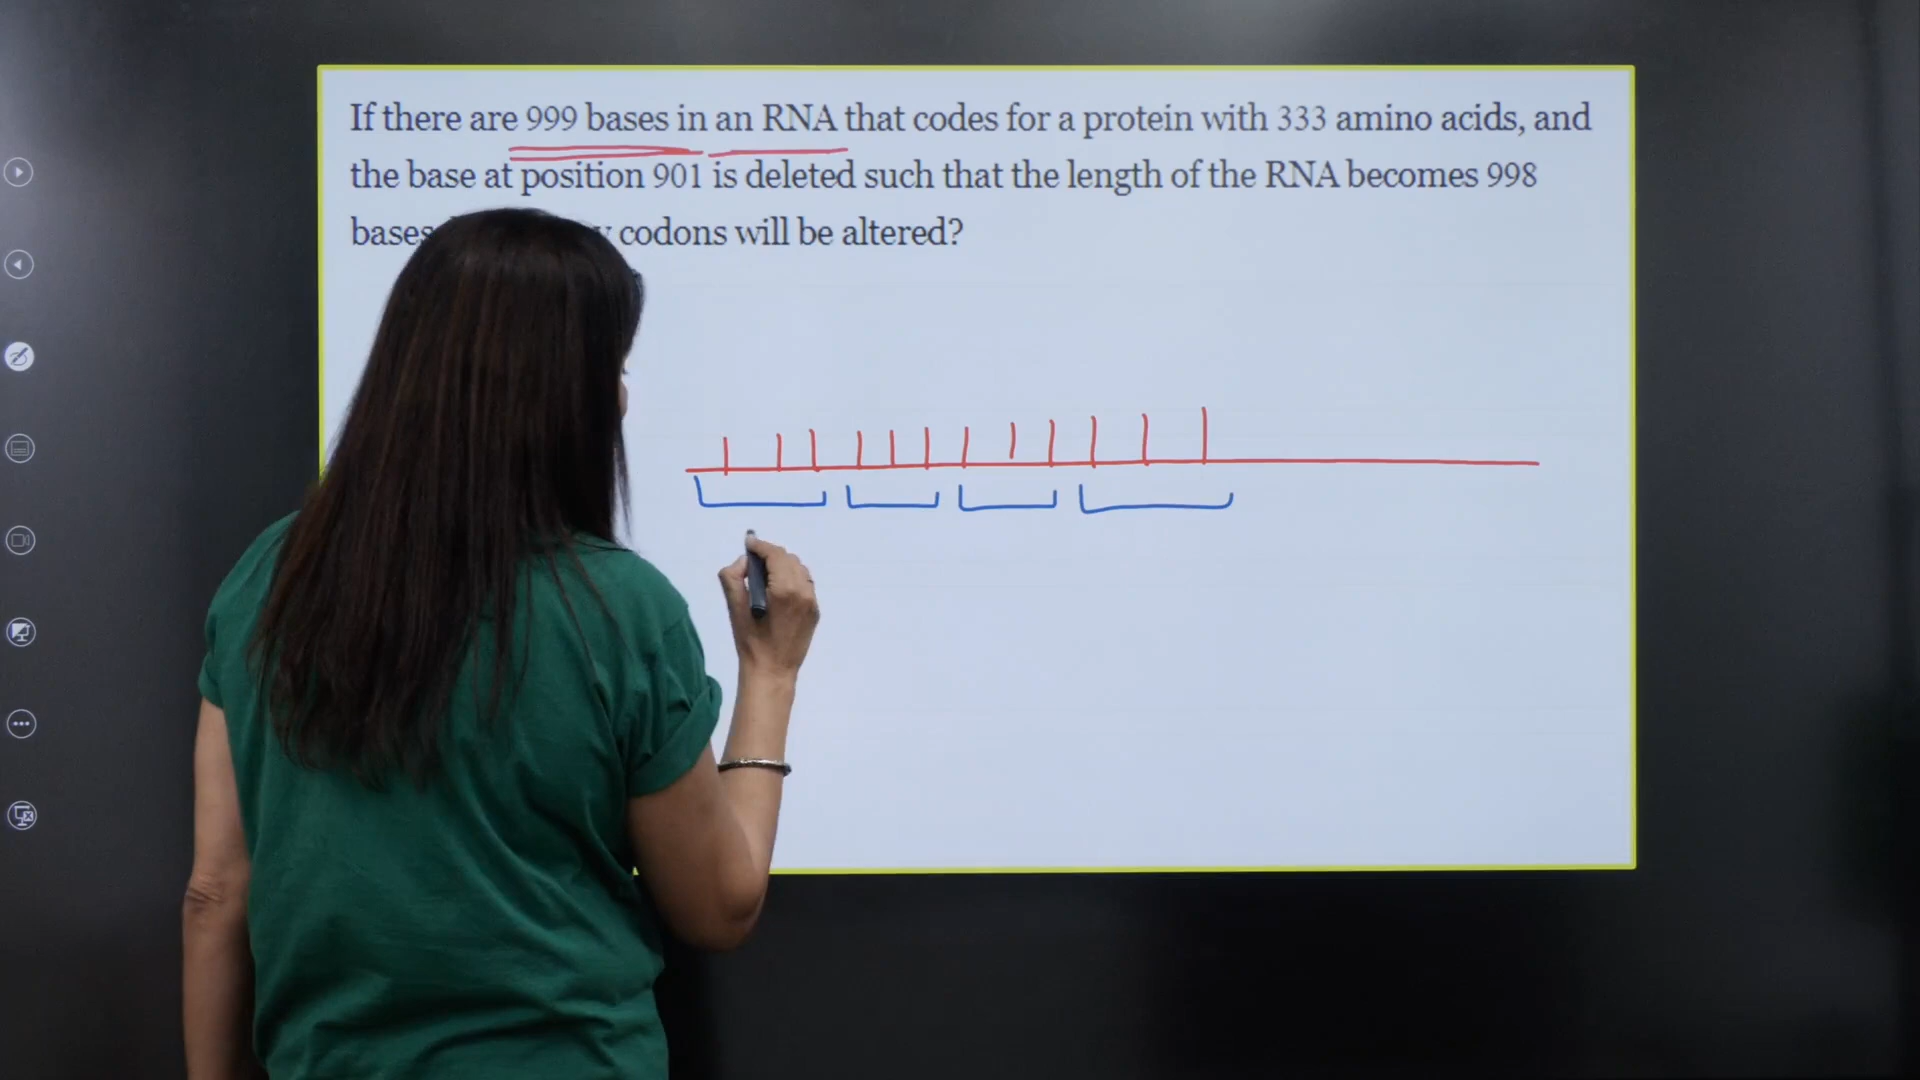 If there are 999 bases in an RNA that codes for a protein with 333 amino acids, and
the base at position 901 is deleted such that the length of the RNA becomes 998
bases codons will be altered?